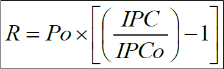 R = Po × [ ( IPC / IPCo ) − 1 ]